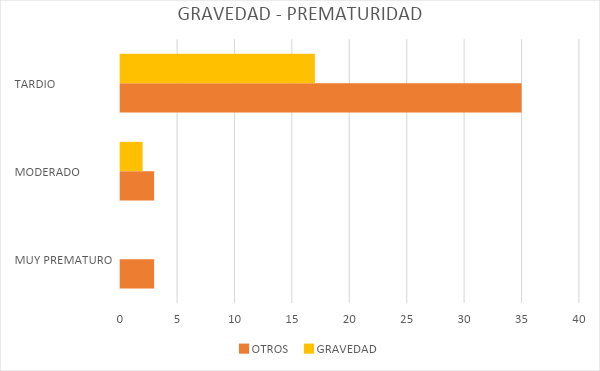 GRAVEDAD - PREMATURIDAD
TARDIO
MODERADO
MUY PREMATURO
0 5 10 15 20 25 30 35 40
OTROS GRAVEDAD